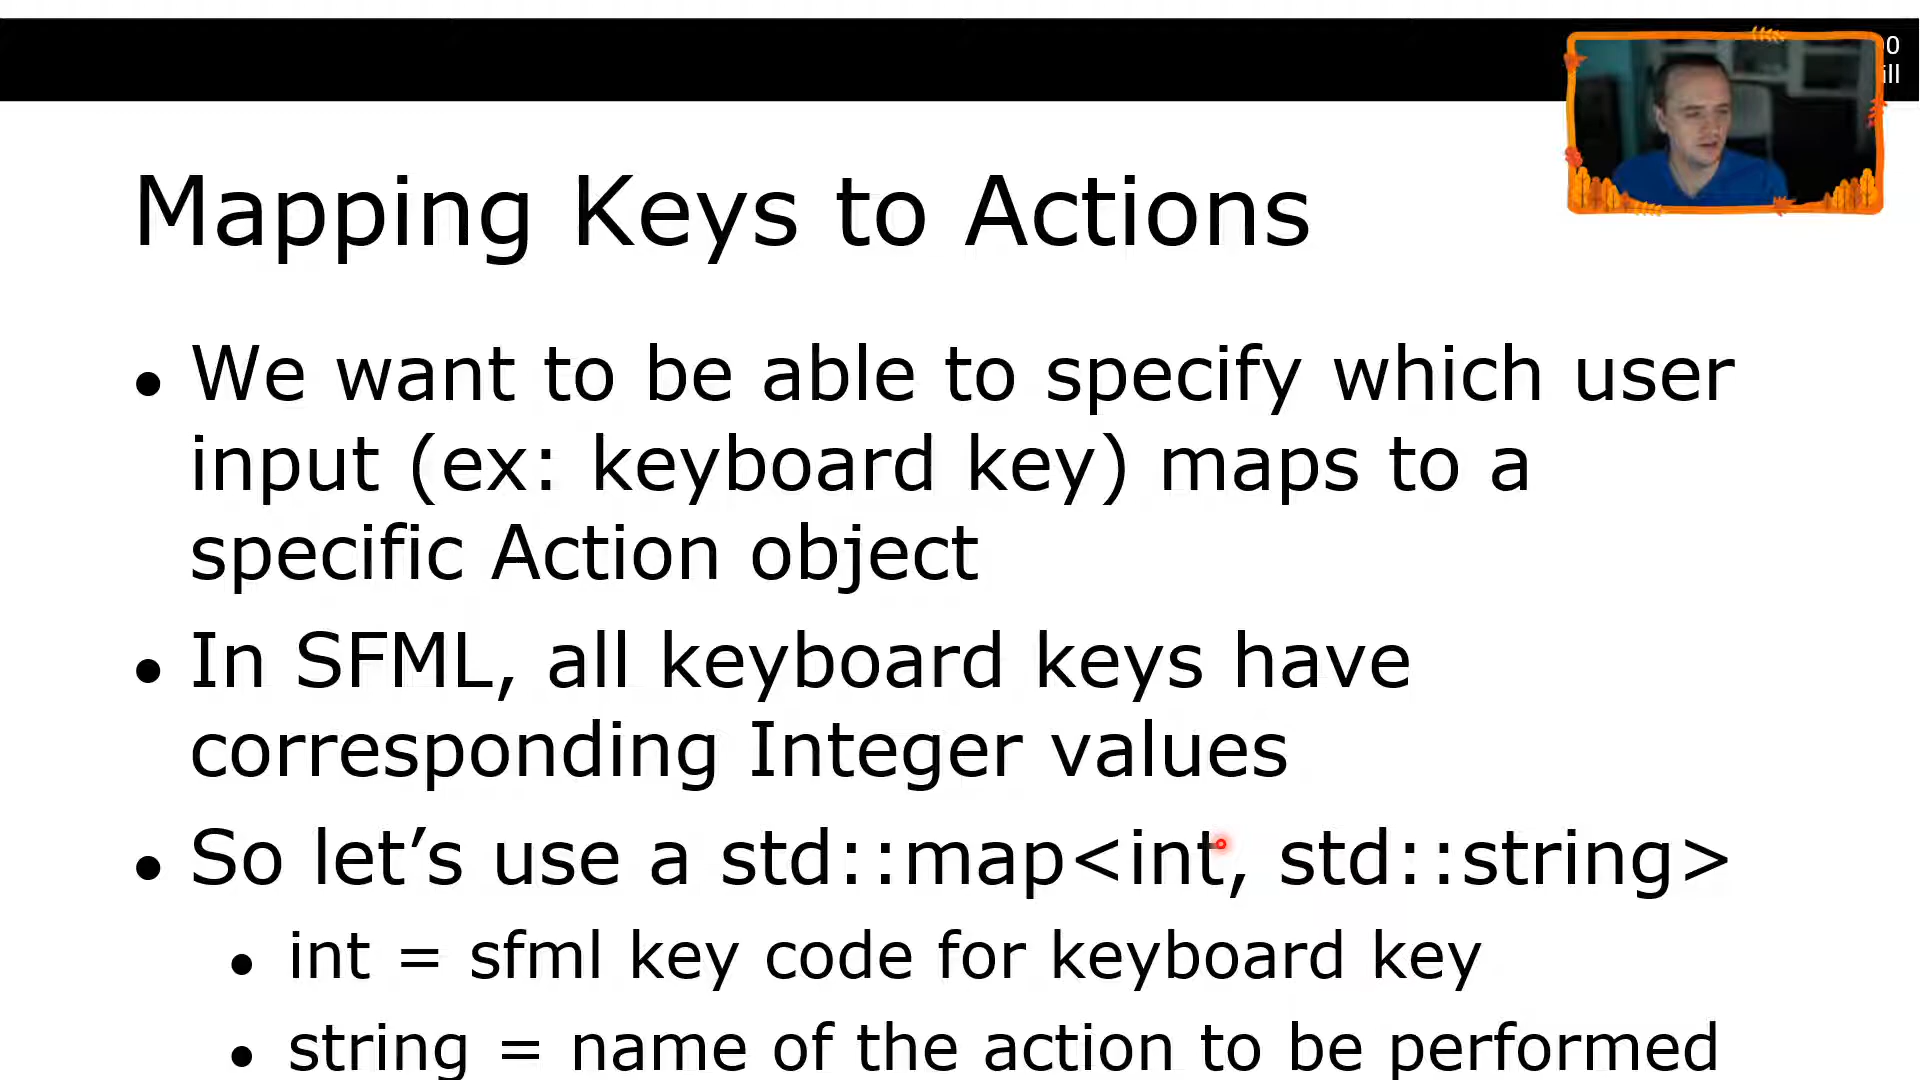 Mapping Keys to Actions
• We want to be able to specify which user
input (ex: keyboard key) maps to a
specific Action object
• In SFML, all keyboard keys have
corresponding Integer values
• So let’s use a std::map<int, std::string>
• int = sfml key code for keyboard key
• string = name of the action to be performed